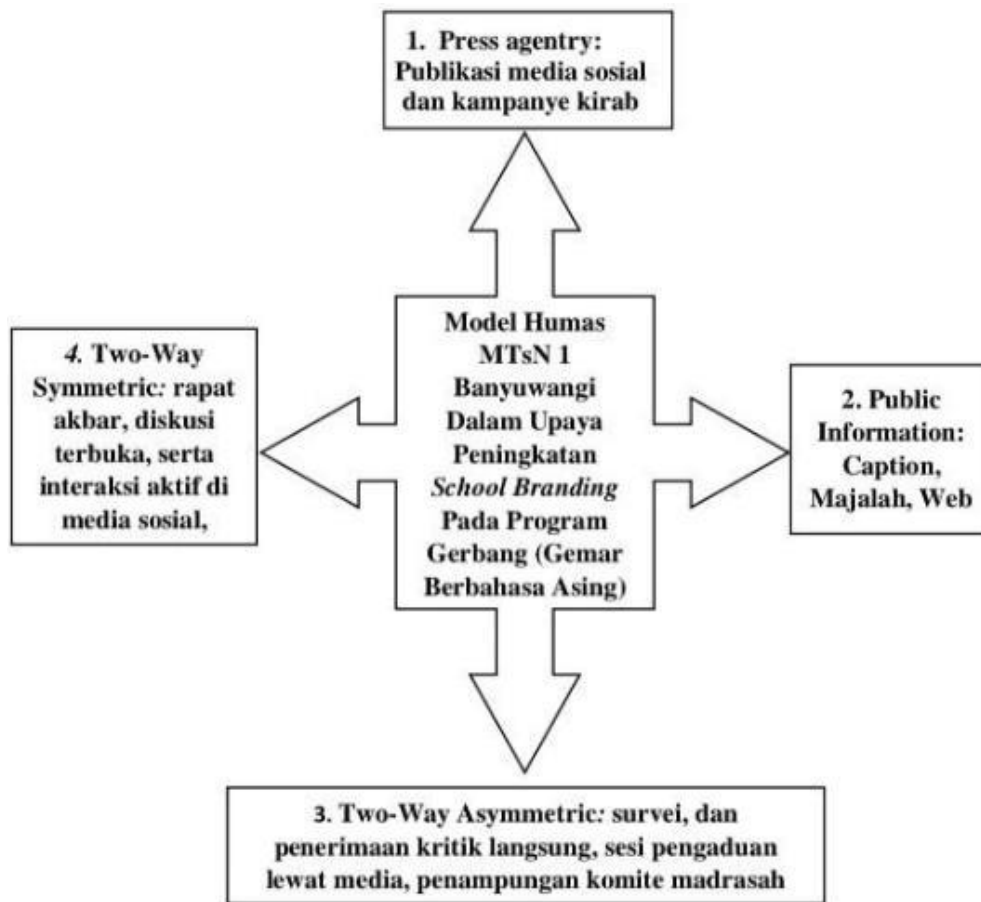 1. Press agentry:
Publikasi media sosial
dan kampanye kirab
Model Humas
MTsN 1
Banyuwangi
Dalam Upaya
Peningkatan
School Branding
Pada Program
Gerbang (Gemar
Berbahasa Asing)
2. Public
Information:
Caption,
Majalah, Web
3. Two-Way Asymmetric: survei, dan
penerimaan kritik langsung, sesi pengaduan
lewat media, penampungan komite madrasah
4. Two-Way
Symmetric: rapat
akbar, diskusi
terbuka, serta
interaksi aktif di
media sosial,